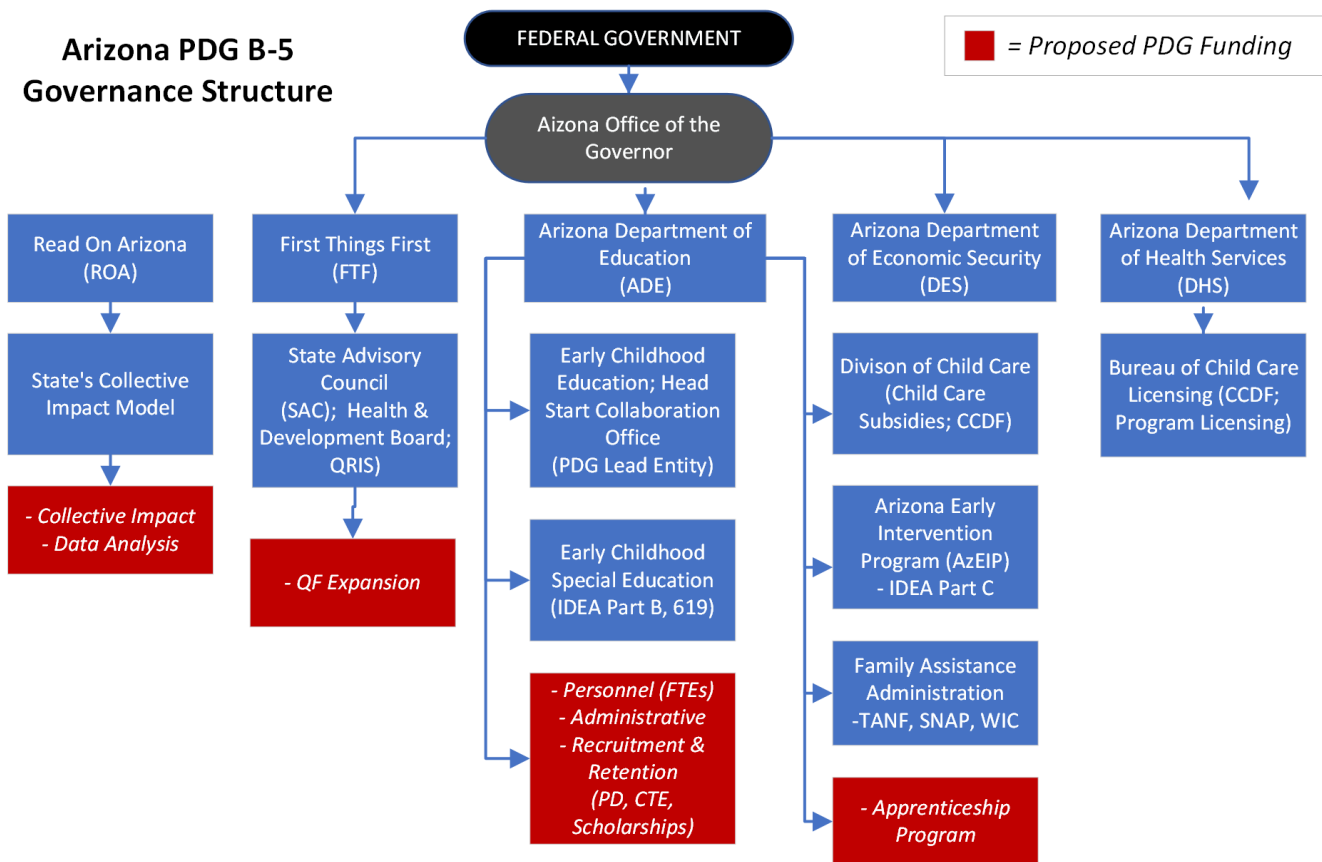 Arizona PDG B-5
Governance Structure
FEDERAL GOVERNMENT
= Proposed PDG Funding
Aizona Office of the
Governor
Read On Arizona
(ROA)
First Things First
(FTF)
Arizona Department of
Education
(ADE)
Arizona Department
of Economic Security
(DES)
Arizona Department
of Health Services
(DHS)
State's Collective
Impact Model
State Advisory
Council
(SAC);  Health &
Development Board;
QRIS)
Early Childhood
Education; Head
Start Collaboration
Office
(PDG Lead Entity)
Divison of Child Care
(Child Care
Subsidies; CCDF)
Bureau of Child Care
Licensing (CCDF;
Program Licensing)
- Collective Impact
- Data Analysis
- QF Expansion
Early Childhood
Special Education
(IDEA Part B, 619)
Arizona Early
Intervention
Program (AzEIP)
- IDEA Part C
- Personnel (FTEs)
- Administrative
- Recruitment &
Retention
(PD, CTE,
Scholarships)
Family Assistance
Administration
-TANF, SNAP, WIC
- Apprenticeship
Program